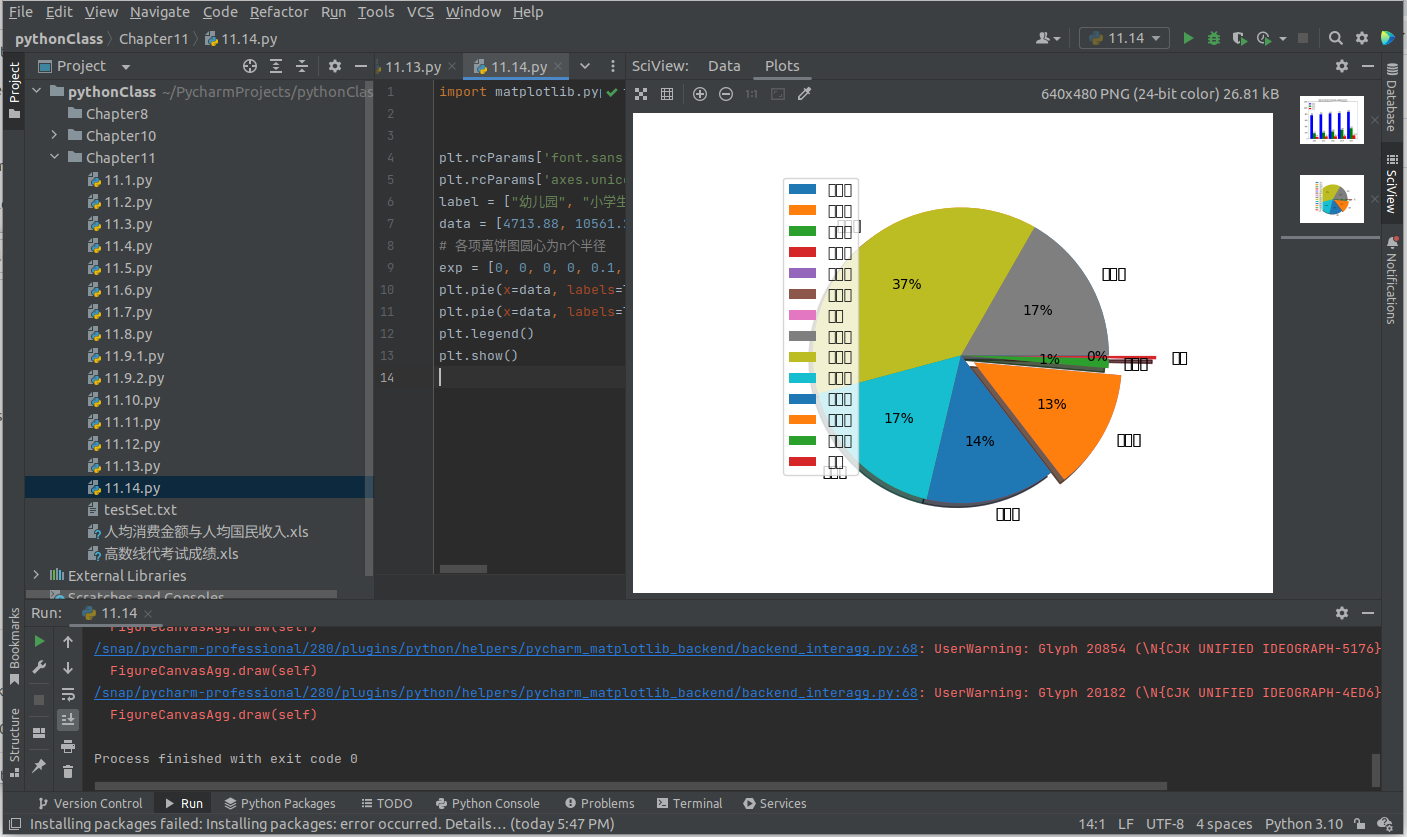 File Edit View Navigate Code Refactor Run Tools VCS Window Help
pythonClass Chapter11 11.14.py
11.14
Project
Project
pythonClass ~/PycharmProjects/pythonClas
Chapter8
Chapter10
Chapter11
11.1.py
11.2.py
11.3.py
11.4.py
11.5.py
11.6.py
11.7.py
11.8.py
11.9.1.py
11.9.2.py
11.10.py
11.11.py
11.12.py
11.13.py
11.14.py
testSet.txt
人均消费金额与人均国民收入.xls
高数线代考试成绩.xls
External Libraries
Scratches and Consoles
11.13.py
11.14.py
1 import matplotlib.pyp
2
3
4 plt.rcParams['font.sans
5 plt.rcParams['axes.unic
6 label = ["幼儿园", "小学生
7 data = [4713.88, 10561.
8 # 各项离饼图圆心为n个半径
9 exp = [0, 0, 0, 0, 0.1,
10 plt.pie(x=data, labels=
11 plt.pie(x=data, labels=
12 plt.legend()
13 plt.show()
14
SciView: Data Plots
1:1
640x480 PNG (24-bit color) 26.81 kB
37%
17%
1%
0%
13%
14%
17%
Database
SciView
Notifications
Run: 11.14
FigureCanvasAgg.draw(self)
/snap/pycharm-professional/280/plugins/python/helpers/pycharm_matplotlib_backend/backend_interagg.py:68: UserWarning: Glyph 20854 (\N{CJK UNIFIED IDEOGRAPH-5176}
FigureCanvasAgg.draw(self)
/snap/pycharm-professional/280/plugins/python/helpers/pycharm_matplotlib_backend/backend_interagg.py:68: UserWarning: Glyph 20182 (\N{CJK UNIFIED IDEOGRAPH-4ED6}
FigureCanvasAgg.draw(self)
Process finished with exit code 0
Bookmarks
Structure
Version Control Run Python Packages TODO Python Console Problems Terminal Services
Installing packages failed: Installing packages: error occurred. Details... (today 5:47 PM)
14:1 LF UTF-8 4 spaces Python 3.10